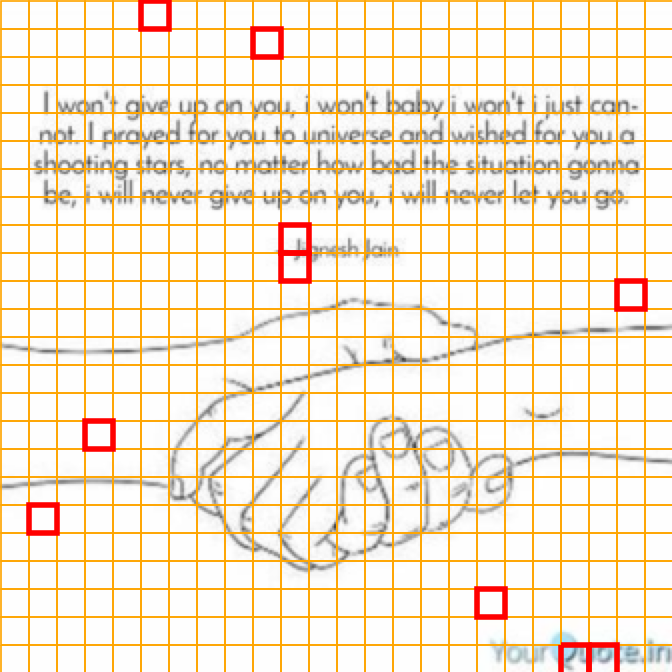 I won't give up on you, i won't baby i won't i just can-
not. I prayed for you to universe and wished for you a
shooting stars, no matter how bad the situation gonna
be, i will never give up on you, i will never let you go.
Jignesh Jain
YourQuote.in